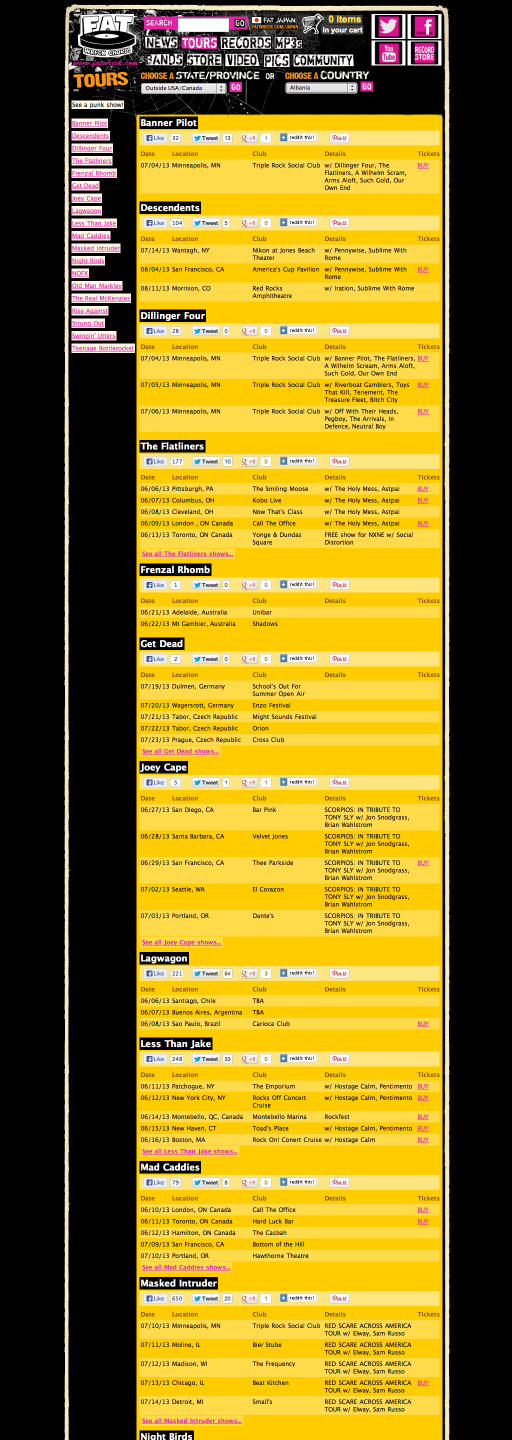 FAT
WRECK CHORDS
www.fatwreck.com
SEARCH GO
FAT JAPAN
FATWRECK.COM/JAPAN
0 items
in your cart
NEWS TOURS RECORDS MP3s
BANDS STORE VIDEO PICS COMMUNITY
You Tube
RECORD STORE
TOURS
CHOOSE A STATE/PROVINCE OR CHOOSE A COUNTRY
Outside USA/Canada GO Albania GO
See a punk show!
Banner Pilot
Descendents
Dillinger Four
The Flatliners
Frenzal Rhomb
Get Dead
Joey Cape
Lagwagon
Less Than Jake
Mad Caddies
Masked Intruder
Night Birds
NOFX
Old Man Markley
The Real McKenzies
Rise Against
Strung Out
Swingin' Utters
Teenage Bottlerocket
Banner Pilot
Like 32 Tweet 13 +1 1 reddit this! Pin it
Date Location Club Details Tickets
07/04/13 Minneapolis, MN Triple Rock Social Club w/ Dillinger Four, The BUY
Flatliners, A Wilhelm Scram,
Arms Aloft, Such Gold, Our
Own End
Descendents
Like 104 Tweet 5 +1 0 reddit this! Pin it
Date Location Club Details Tickets
07/14/13 Wantagh, NY Nikon at Jones Beach w/ Pennywise, Sublime With
Theater Rome
08/04/13 San Francisco, CA America's Cup Pavilion w/ Pennywise, Sublime With BUY
Rome
08/11/13 Morrison, CO Red Rocks w/ Iration, Sublime With Rome
Amphitheatre
Dillinger Four
Like 28 Tweet 0 +1 0 reddit this! Pin it
Date Location Club Details Tickets
07/04/13 Minneapolis, MN Triple Rock Social Club w/ Banner Pilot, The Flatliners, BUY
A Wilhelm Scream, Arms Aloft,
Such Gold, Our Own End
07/05/13 Minneapolis, MN Triple Rock Social Club w/ Riverboat Gamblers, Toys BUY
That Kill, Tenement, The
Treasure Fleet, Bitch City
07/06/13 Minneapolis, MN Triple Rock Social Club w/ Off With Their Heads, BUY
Pegboy, The Arrivals, In
Defence, Neutral Boy
The Flatliners
Like 177 Tweet 10 +1 0 reddit this! Pin it
Date Location Club Details Tickets
06/06/13 Pittsburgh, PA The Smiling Moose w/ The Holy Mess, Astpai BUY
06/07/13 Columbus, OH Kobo Live w/ The Holy Mess, Astpai BUY
06/08/13 Cleveland, OH Now That's Class w/ The Holy Mess, Astpai
06/09/13 London , ON Canada Call The Office w/ The Holy Mess, Astpai BUY
06/13/13 Toronto, ON Canada Yonge & Dundas FREE show for NXNE w/ Social
Square Distortion
See all The Flatliners shows...
Frenzal Rhomb
Like 1 Tweet 0 +1 0 reddit this! Pin it
Date Location Club Details Tickets
06/21/13 Adelaide, Australia Unibar
06/22/13 Mt Gambier, Australia Shadows
Get Dead
Like 2 Tweet 0 +1 0 reddit this! Pin it
Date Location Club Details Tickets
07/19/13 Dulmen, Germany School's Out For
Summer Open Air
07/20/13 Wagersrott, Germany Enzo Festival
07/21/13 Tabor, Czech Republic Might Sounds Festival
07/22/13 Tabor, Czech Republic Orion
07/23/13 Prague, Czech Republic Cross Club
See all Get Dead shows...
Joey Cape
Like 5 Tweet 1 +1 1 reddit this! Pin it
Date Location Club Details Tickets
06/27/13 San Diego, CA Bar Pink SCORPIOS: IN TRIBUTE TO
TONY SLY w/ Jon Snodgrass,
Brian Wahlstrom
06/28/13 Santa Barbara, CA Velvet Jones SCORPIOS: IN TRIBUTE TO
TONY SLY w/ Jon Snodgrass,
Brian Wahlstrom
06/29/13 San Francisco, CA Thee Parkside SCORPIOS: IN TRIBUTE TO BUY
TONY SLY w/ Jon Snodgrass,
Brian Wahlstrom
07/02/13 Seattle, WA El Corazon SCORPIOS: IN TRIBUTE TO
TONY SLY w/ Jon Snodgrass,
Brian Wahlstrom
07/03/13 Portland, OR Dante's SCORPIOS: IN TRIBUTE TO
TONY SLY w/ Jon Snodgrass,
Brian Wahlstrom
See all Joey Cape shows...
Lagwagon
Like 221 Tweet 64 +1 3 reddit this! Pin it
Date Location Club Details Tickets
06/06/13 Santiago, Chile TBA
06/07/13 Buenos Aires, Argentina TBA
06/08/13 Sao Paulo, Brazil Carioca Club BUY
Less Than Jake
Like 248 Tweet 33 +1 0 reddit this! Pin it
Date Location Club Details Tickets
06/11/13 Patchogue, NY The Emporium w/ Hostage Calm, Pentimento BUY
06/12/13 New York City, NY Rocks Off Concert w/ Hostage Calm, Pentimento BUY
Cruise
06/14/13 Montebello, QC, Canada Montebello Marina Rockfest BUY
06/15/13 New Haven, CT Toad's Place w/ Hostage Calm, Pentimento BUY
06/16/13 Boston, MA Rock On! Conert Cruise w/ Hostage Calm BUY
See all Less Than Jake shows...
Mad Caddies
Like 79 Tweet 8 +1 0 reddit this! Pin it
Date Location Club Details Tickets
06/10/13 London, ON Canada Call The Office BUY
06/11/13 Toronto, ON Canada Hard Luck Bar BUY
06/12/13 Hamilton, ON Canada The Casbah
07/09/13 San Francisco, CA Bottom of the Hill
07/10/13 Portland, OR Hawthorne Theatre
See all Mad Caddies shows...
Masked Intruder
Like 650 Tweet 20 +1 1 reddit this! Pin it
Date Location Club Details Tickets
07/10/13 Minneapolis, MN Triple Rock Social Club RED SCARE ACROSS AMERICA
TOUR w/ Elway, Sam Russo
07/11/13 Moline, IL Bier Stube RED SCARE ACROSS AMERICA
TOUR w/ Elway, Sam Russo
07/12/13 Madison, WI The Frequency RED SCARE ACROSS AMERICA
TOUR w/ Elway, Sam Russo
07/13/13 Chicago, IL Beat Kitchen RED SCARE ACROSS AMERICA BUY
TOUR w/ Elway, Sam Russo
07/14/13 Detroit, MI Small's RED SCARE ACROSS AMERICA
TOUR w/ Elway, Sam Russo
See all Masked Intruder shows...
Night Birds